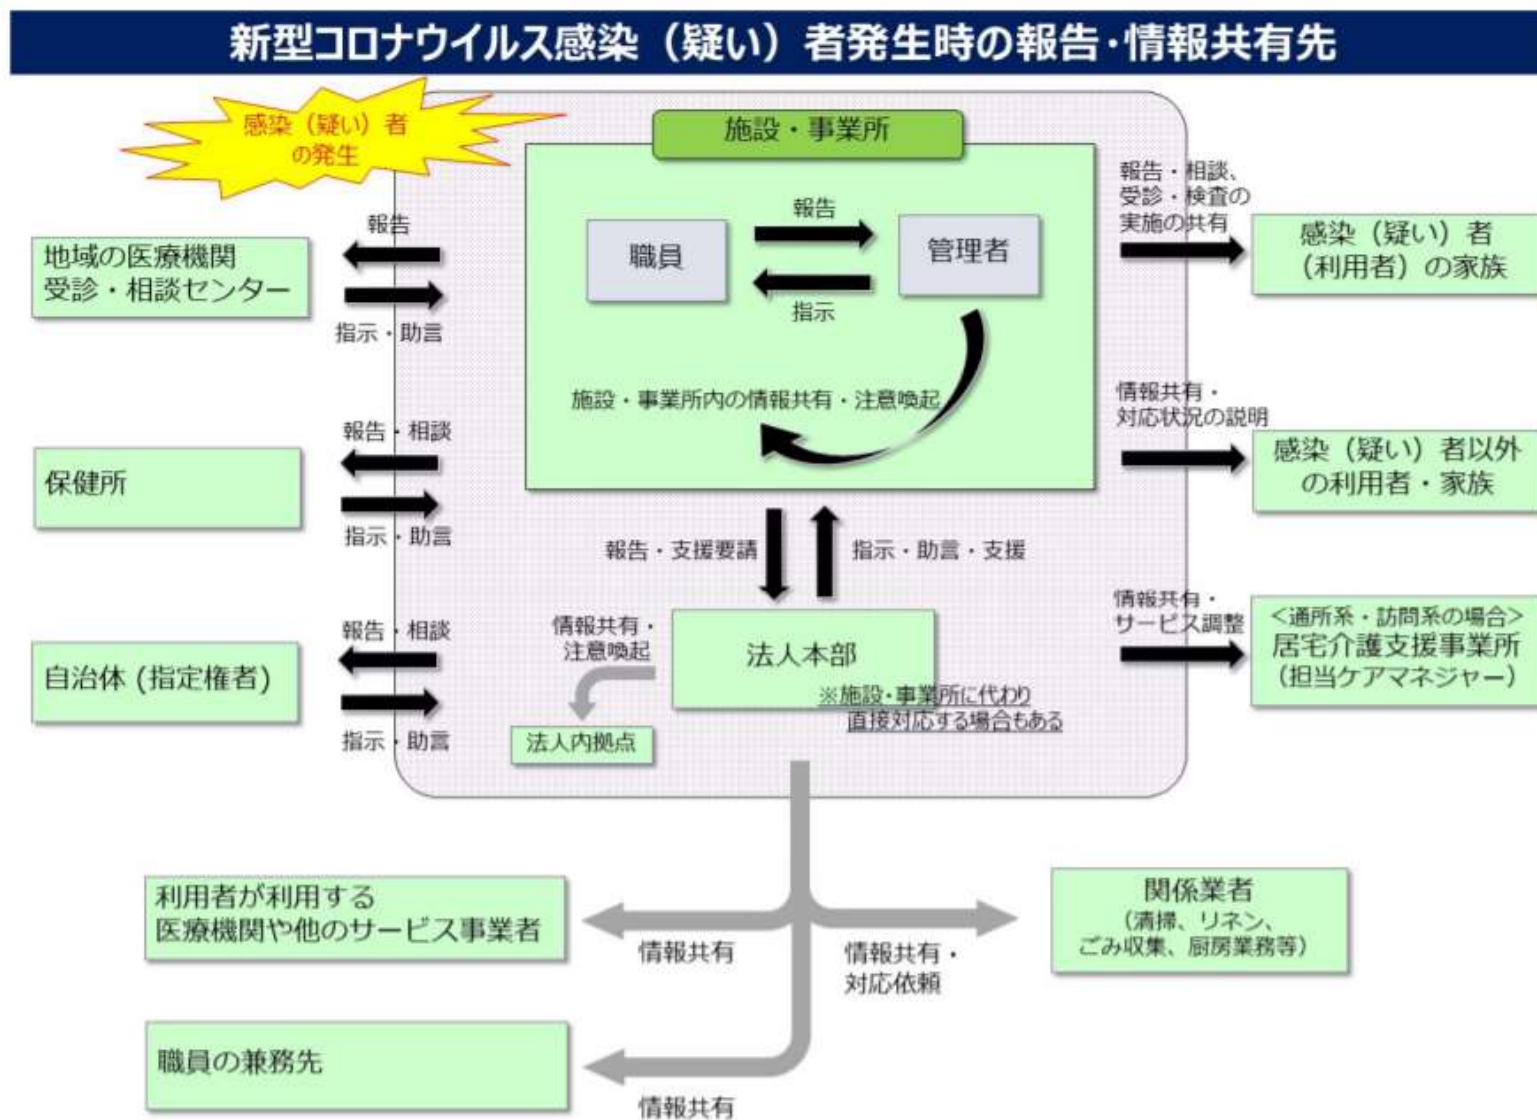 新型コロナウイルス感染（疑い）者発生時の報告・情報共有先
感染（疑い）者
の発生
施設・事業所
報告
職員
管理者
指示
施設・事業所内の情報共有・注意喚起
報告
地域の医療機関
受診・相談センター
指示・助言
報告・相談
保健所
指示・助言
報告・相談
自治体 (指定権者)
指示・助言
報告・相談、
受診・検査の
実施の共有
感染（疑い）者
（利用者）の家族
情報共有・
対応状況の説明
感染（疑い）者以外
の利用者・家族
情報共有・
サービス調整
<通所系・訪問系の場合>
居宅介護支援事業所
（担当ケアマネジャー）
報告・支援要請
指示・助言・支援
情報共有・
注意喚起
法人本部
※施設・事業所に代わり
直接対応する場合もある
法人内拠点
利用者が利用する
医療機関や他のサービス事業者
情報共有
情報共有・
対応依頼
関係業者
（清掃、リネン、
ごみ収集、厨房業務等）
職員の兼務先
情報共有